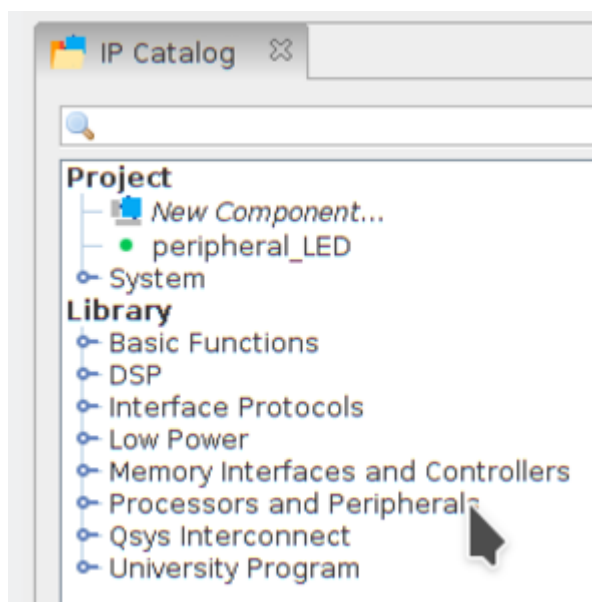 IP Catalog
Project
New Component...
peripheral_LED
System
Library
Basic Functions
DSP
Interface Protocols
Low Power
Memory Interfaces and Controllers
Processors and Peripherals
Qsys Interconnect
University Program